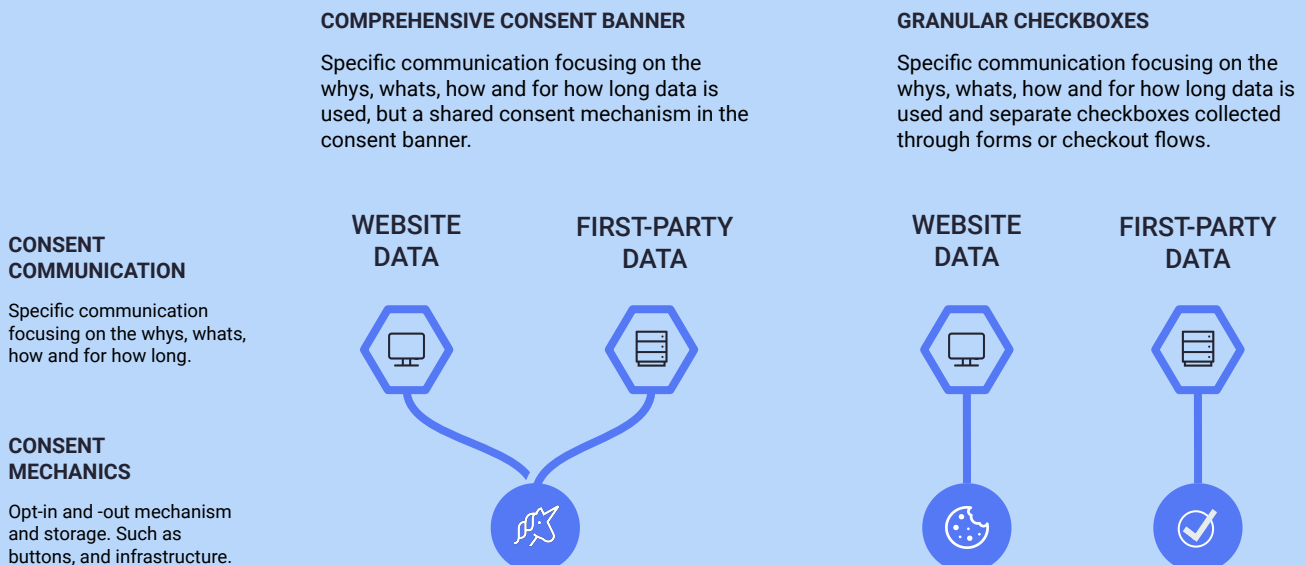 COMPREHENSIVE CONSENT BANNER
Specific communication focusing on the
whys, whats, how and for how long data is
used, but a shared consent mechanism in the
consent banner.
GRANULAR CHECKBOXES
Specific communication focusing on the
whys, whats, how and for how long data is
used and separate checkboxes collected
through forms or checkout flows.
CONSENT
COMMUNICATION
Specific communication
focusing on the whys, whats,
how and for how long.
WEBSITE
DATA
FIRST-PARTY
DATA
WEBSITE
DATA
FIRST-PARTY
DATA
CONSENT
MECHANICS
Opt-in and -out mechanism
and storage. Such as
buttons, and infrastructure.